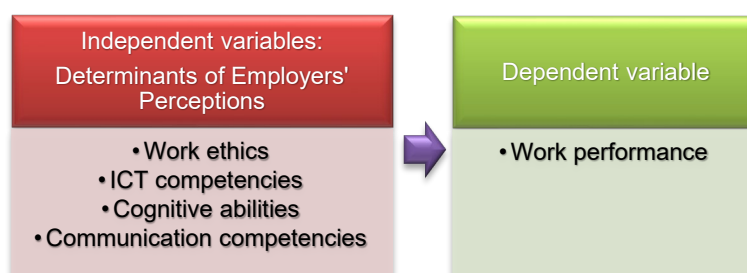 Independent variables:
Determinants of Employers'
Perceptions
•Work ethics
•ICT competencies
•Cognitive abilities
•Communication competencies
Dependent variable
•Work performance